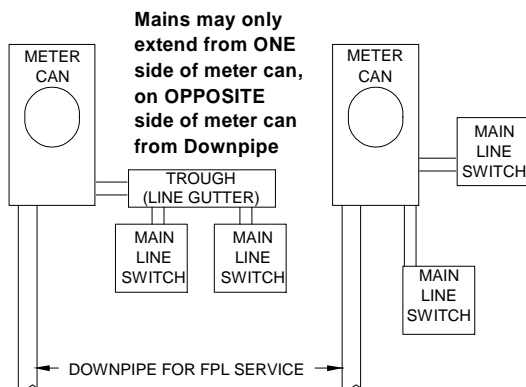 METER
CAN
Mains may only
extend from ONE
side of meter can,
on OPPOSITE
side of meter can
from Downpipe
METER
CAN
MAIN
LINE
SWITCH
TROUGH
(LINE GUTTER)
MAIN
LINE
SWITCH
MAIN
LINE
SWITCH
MAIN
LINE
SWITCH
DOWNPIPE FOR FPL SERVICE